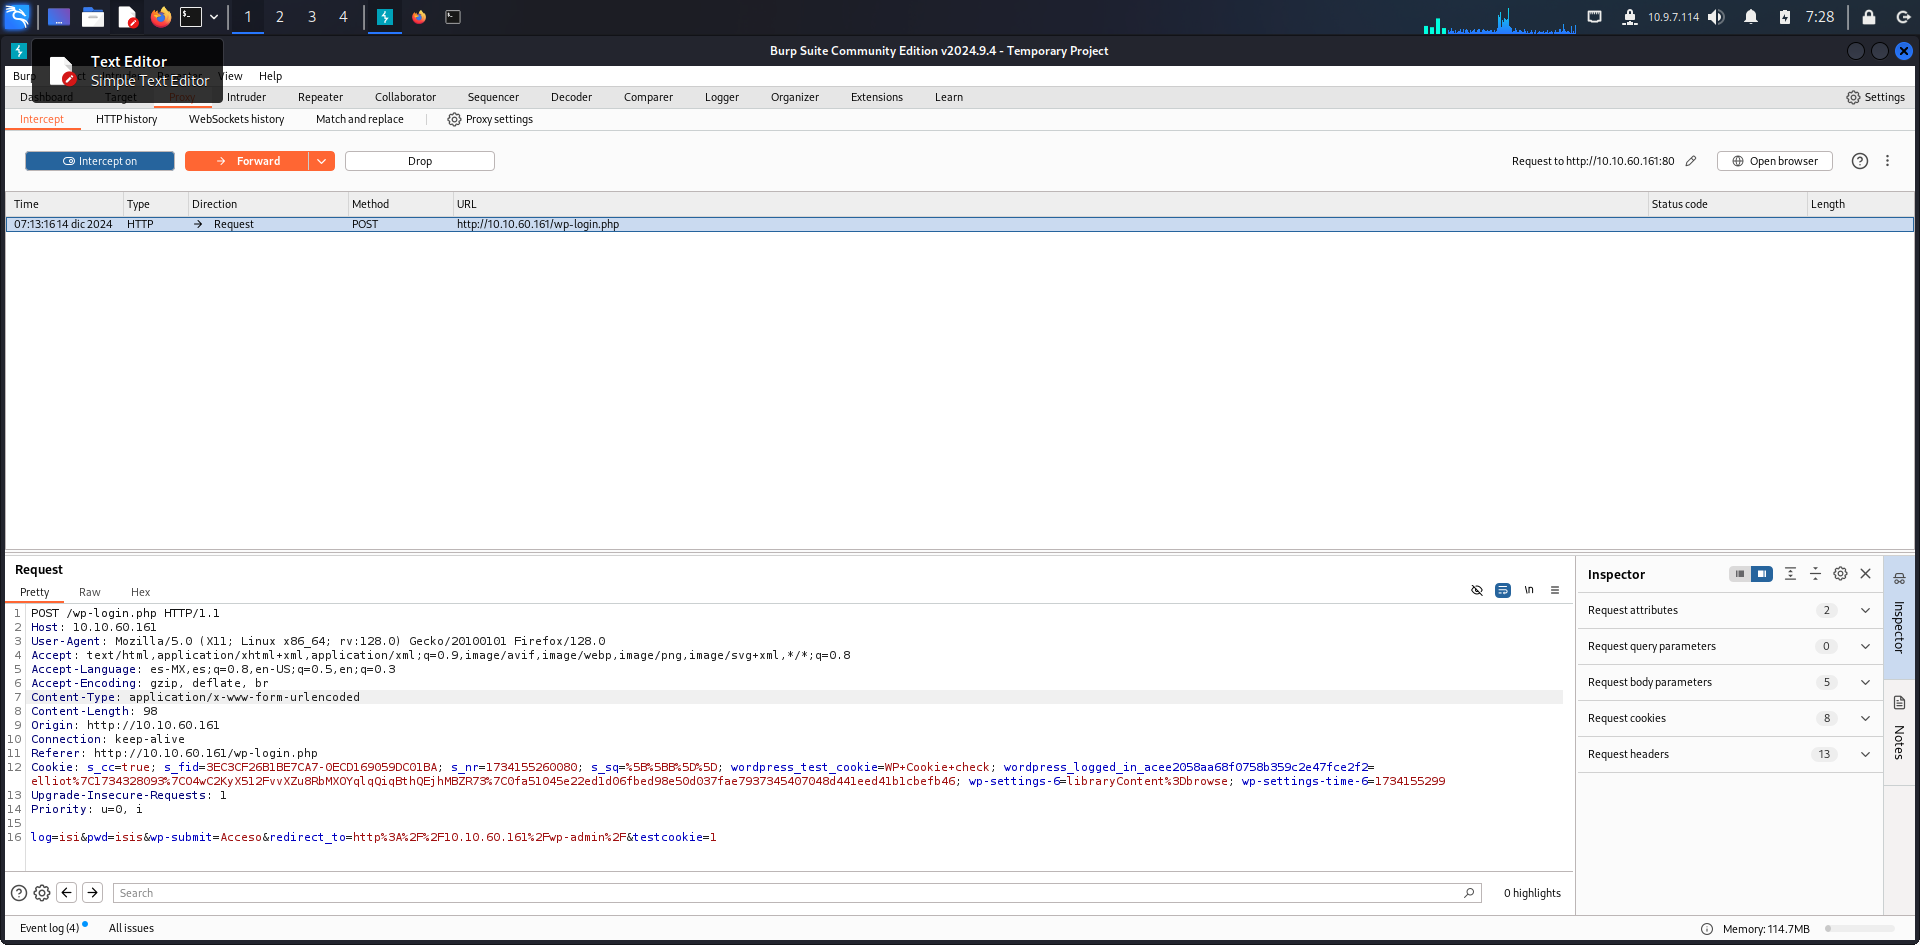 1 2 3 4 10.9.7.114 7:28
Burp Suite Community Edition v2024.9.4 - Temporary Project
Text Editor
Simple Text Editor
Burp View Help
Dashboard Target Proxy Intruder Repeater Collaborator Sequencer Decoder Comparer Logger Organizer Extensions Learn Settings
Intercept HTTP history WebSockets history Match and replace Proxy settings
Intercept on Forward Drop Request to http://10.10.60.161:80 Open browser
Time Type Direction Method URL Status code Length
07:13:16 14 dic 2024 HTTP → Request POST http://10.10.60.161/wp-login.php
Request
Pretty Raw Hex \n
1 POST /wp-login.php HTTP/1.1
2 Host: 10.10.60.161
3 User-Agent: Mozilla/5.0 (X11; Linux x86_64; rv:128.0) Gecko/20100101 Firefox/128.0
4 Accept: text/html,application/xhtml+xml,application/xml;q=0.9,image/avif,image/webp,image/png,image/svg+xml,*/*;q=0.8
5 Accept-Language: es-MX,es;q=0.8,en-US;q=0.5,en;q=0.3
6 Accept-Encoding: gzip, deflate, br
7 Content-Type: application/x-www-form-urlencoded
8 Content-Length: 98
9 Origin: http://10.10.60.161
10 Connection: keep-alive
11 Referer: http://10.10.60.161/wp-login.php
12 Cookie: s_cc=true; s_fid=3EC3CF26B1BE7CA7-0ECD169059DC01BA; s_nr=1734155260080; s_sq=%5B%5BB%5D%5D; wordpress_test_cookie=WP+Cookie+check; wordpress_logged_in_acee2058aa68f0758b359c2e47fce2f2=
elliot%7C1734328093%7C04wC2KyX512FvvXZu8RbMXOYqlqQiqBthQEjhMBZR73%7C0fa51045e22ed1d06fbed98e50d037fae7937345407048d441eed41b1cbefb46; wp-settings-6=libraryContent%3Dbrowse; wp-settings-time-6=1734155299
13 Upgrade-Insecure-Requests: 1
14 Priority: u=0, i
15
16 log=isi&pwd=isis&wp-submit=Acceso&redirect_to=http%3A%2F%2F10.10.60.161%2Fwp-admin%2F&testcookie=1
Search 0 highlights
Inspector
Request attributes 2
Request query parameters 0
Request body parameters 5
Request cookies 8
Request headers 13
Inspector
Notes
Event log (4) All issues Memory: 114.7MB